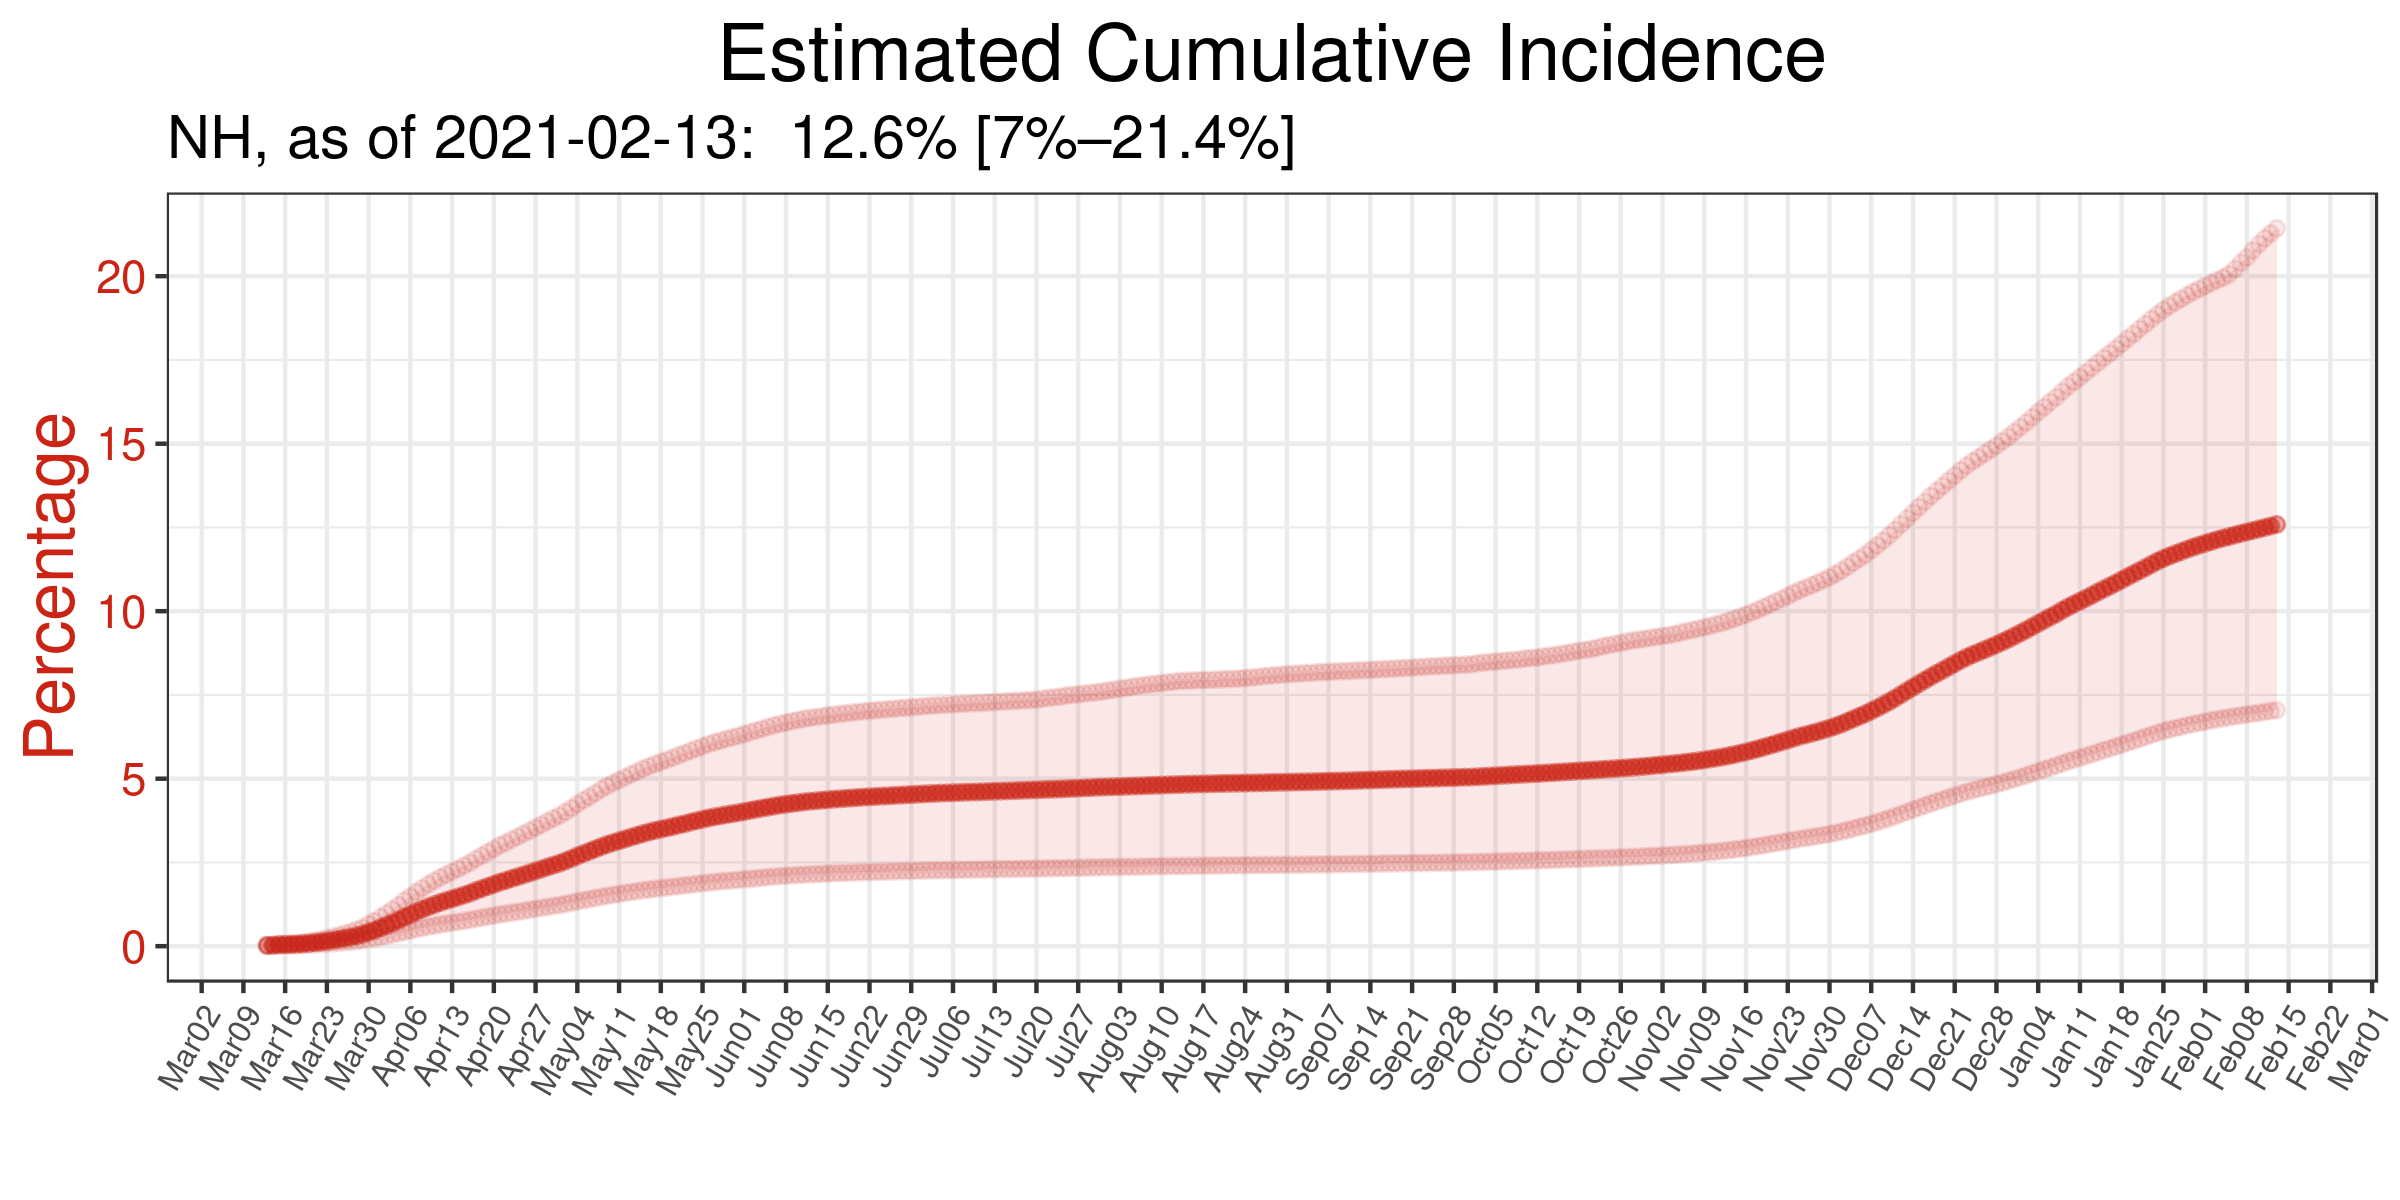 Estimated Cumulative Incidence
NH, as of 2021-02-13:  12.6% [7%–21.4%]
Percentage
20
15
10
5
0
Mar02
Mar09
Mar16
Mar23
Mar30
Apr06
Apr13
Apr20
Apr27
May04
May11
May18
May25
Jun01
Jun08
Jun15
Jun22
Jun29
Jul06
Jul13
Jul20
Jul27
Aug03
Aug10
Aug17
Aug24
Aug31
Sep07
Sep14
Sep21
Sep28
Oct05
Oct12
Oct19
Oct26
Nov02
Nov09
Nov16
Nov23
Nov30
Dec07
Dec14
Dec21
Dec28
Jan04
Jan11
Jan18
Jan25
Feb01
Feb08
Feb15
Feb22
Mar01